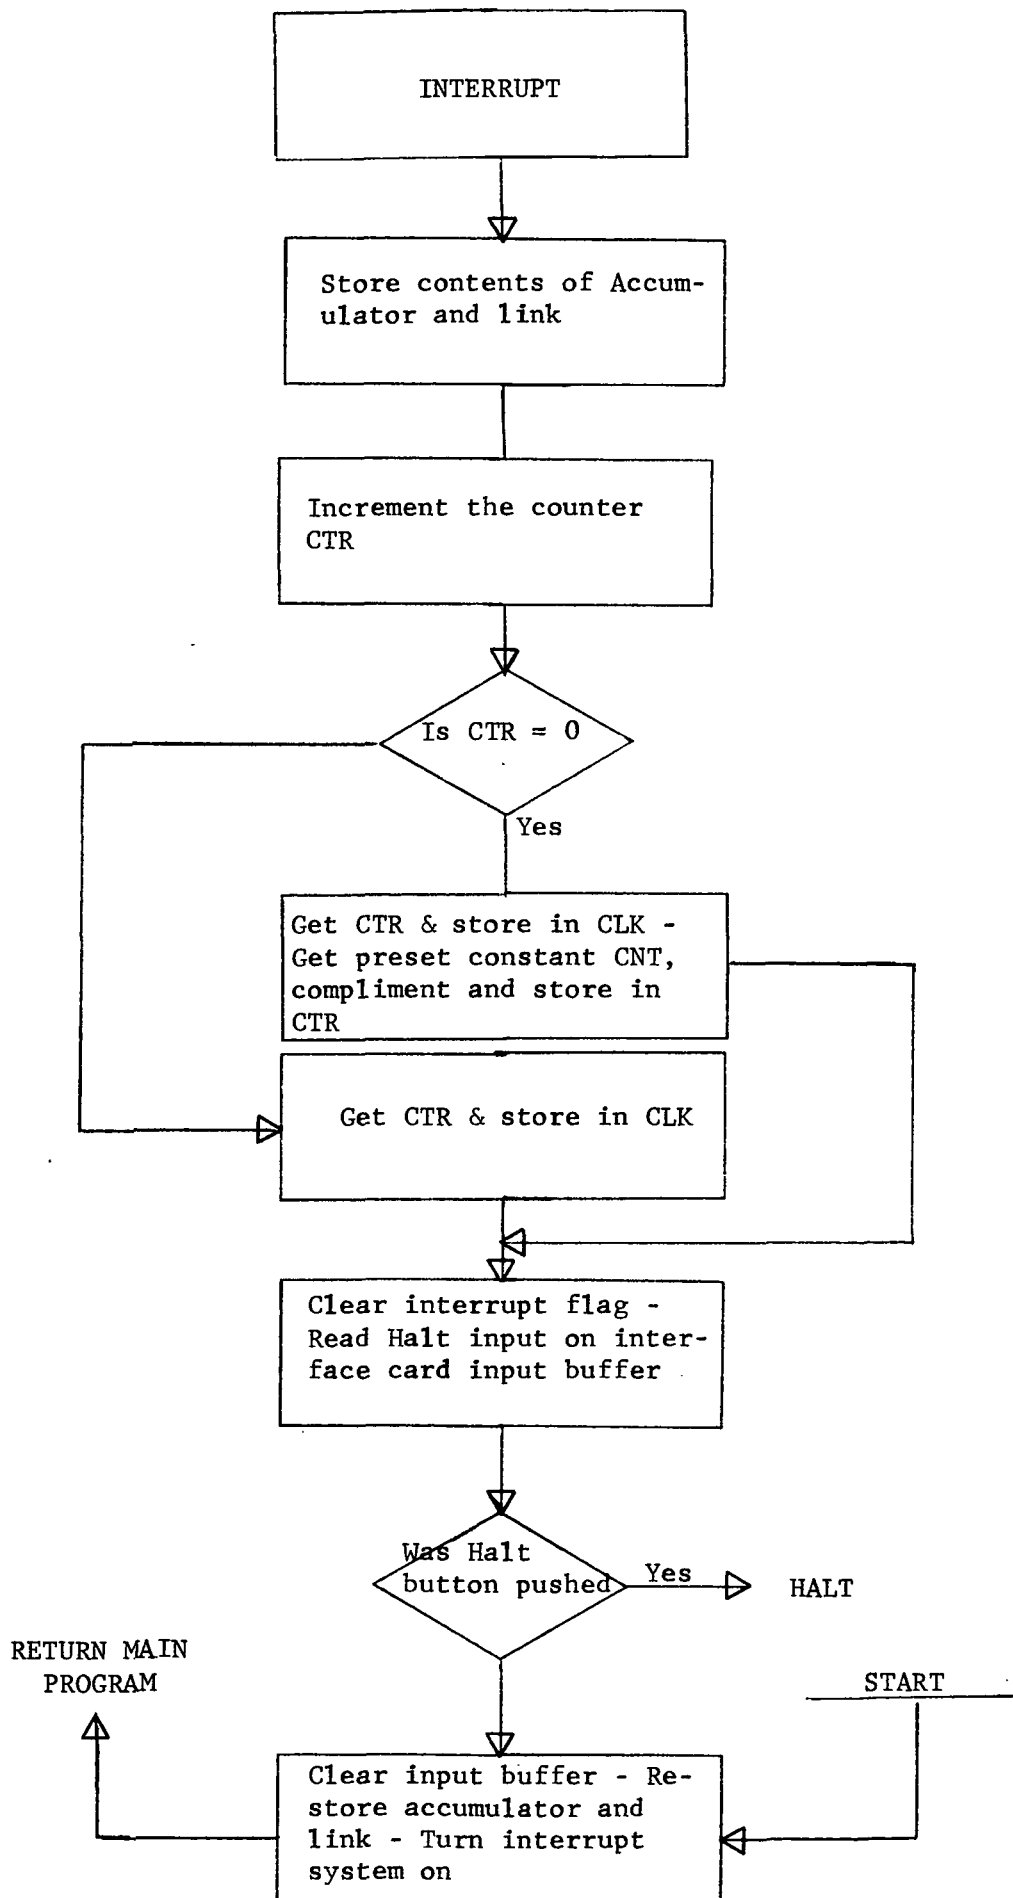 INTERRUPT
Store contents of Accum-
ulator and link
Increment the counter
CTR
Is CTR = 0
Yes
Get CTR & store in CLK -
Get preset constant CNT,
compliment and store in
CTR
Get CTR & store in CLK
Clear interrupt flag -
Read Halt input on inter-
face card input buffer
Was Halt
button pushed
Yes
HALT
RETURN MAIN
PROGRAM
START
Clear input buffer - Re-
store accumulator and
link - Turn interrupt
system on